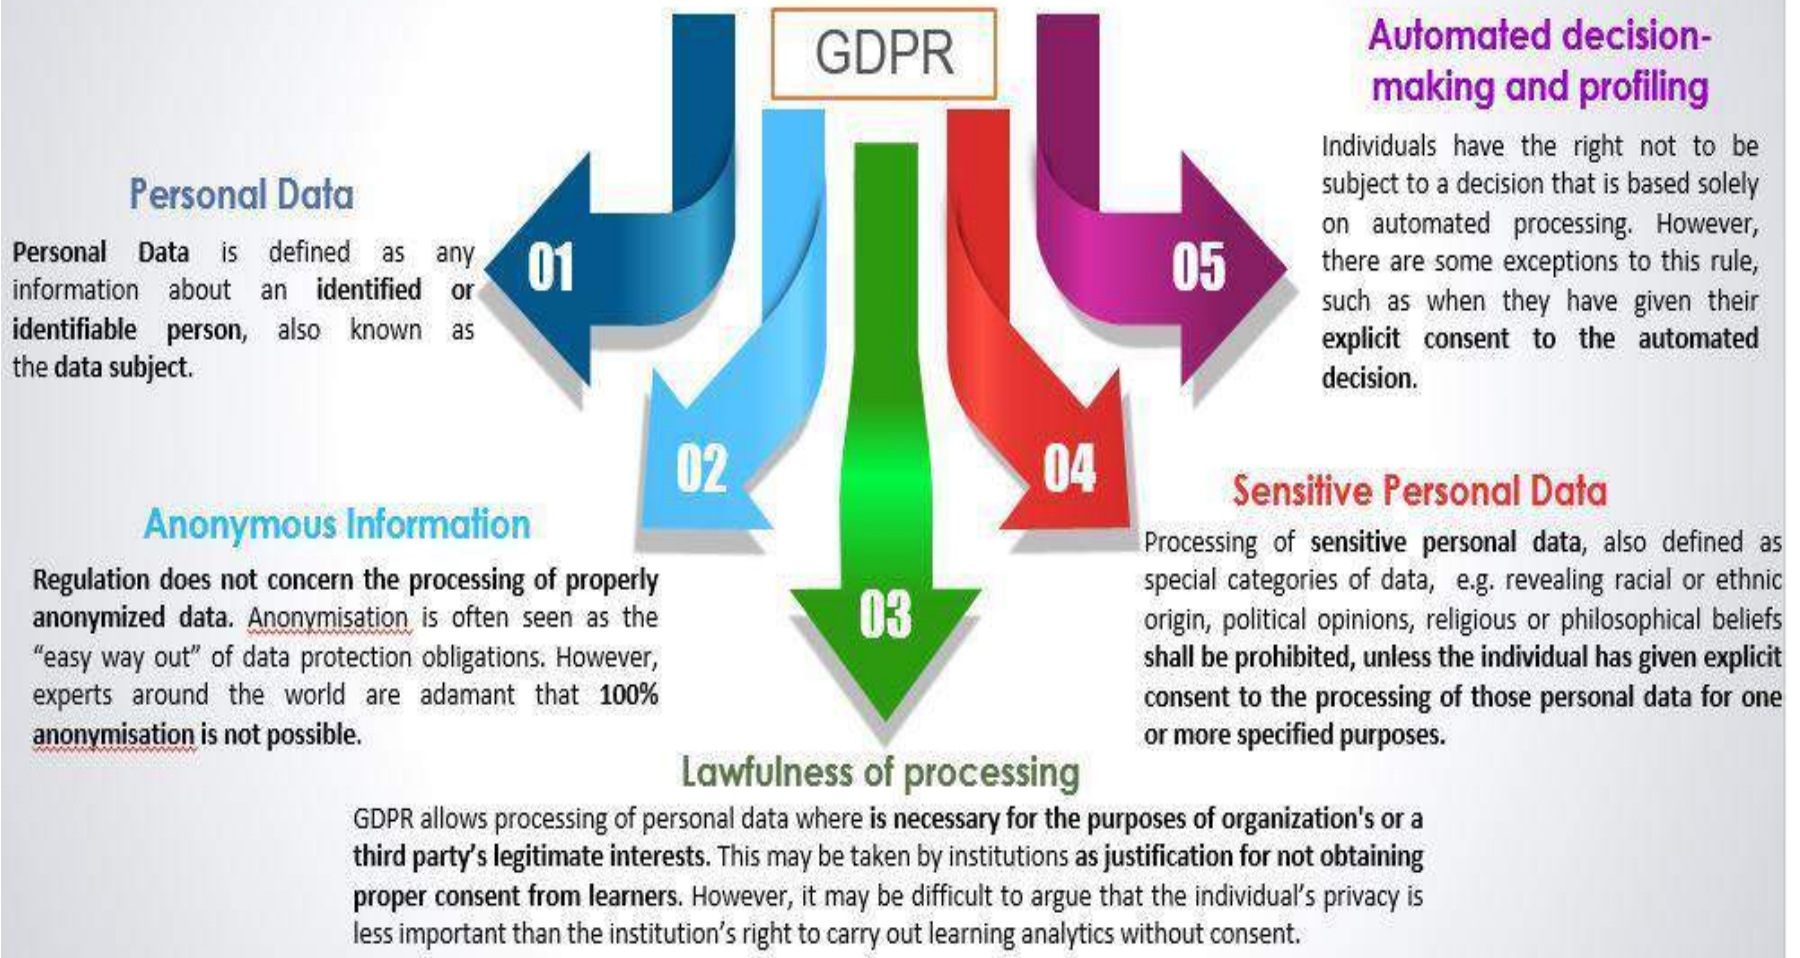 GDPR
01
Personal Data
Personal Data is defined as any
information about an identified or
identifiable person, also known as
the data subject.
02
Anonymous Information
Regulation does not concern the processing of properly
anonymized data. Anonymisation is often seen as the
“easy way out” of data protection obligations. However,
experts around the world are adamant that 100%
anonymisation is not possible.
03
Lawfulness of processing
GDPR allows processing of personal data where is necessary for the purposes of organization's or a
third party’s legitimate interests. This may be taken by institutions as justification for not obtaining
proper consent from learners. However, it may be difficult to argue that the individual’s privacy is
less important than the institution’s right to carry out learning analytics without consent.
04
Sensitive Personal Data
Processing of sensitive personal data, also defined as
special categories of data, e.g. revealing racial or ethnic
origin, political opinions, religious or philosophical beliefs
shall be prohibited, unless the individual has given explicit
consent to the processing of those personal data for one
or more specified purposes.
05
Automated decision-
making and profiling
Individuals have the right not to be
subject to a decision that is based solely
on automated processing. However,
there are some exceptions to this rule,
such as when they have given their
explicit consent to the automated
decision.